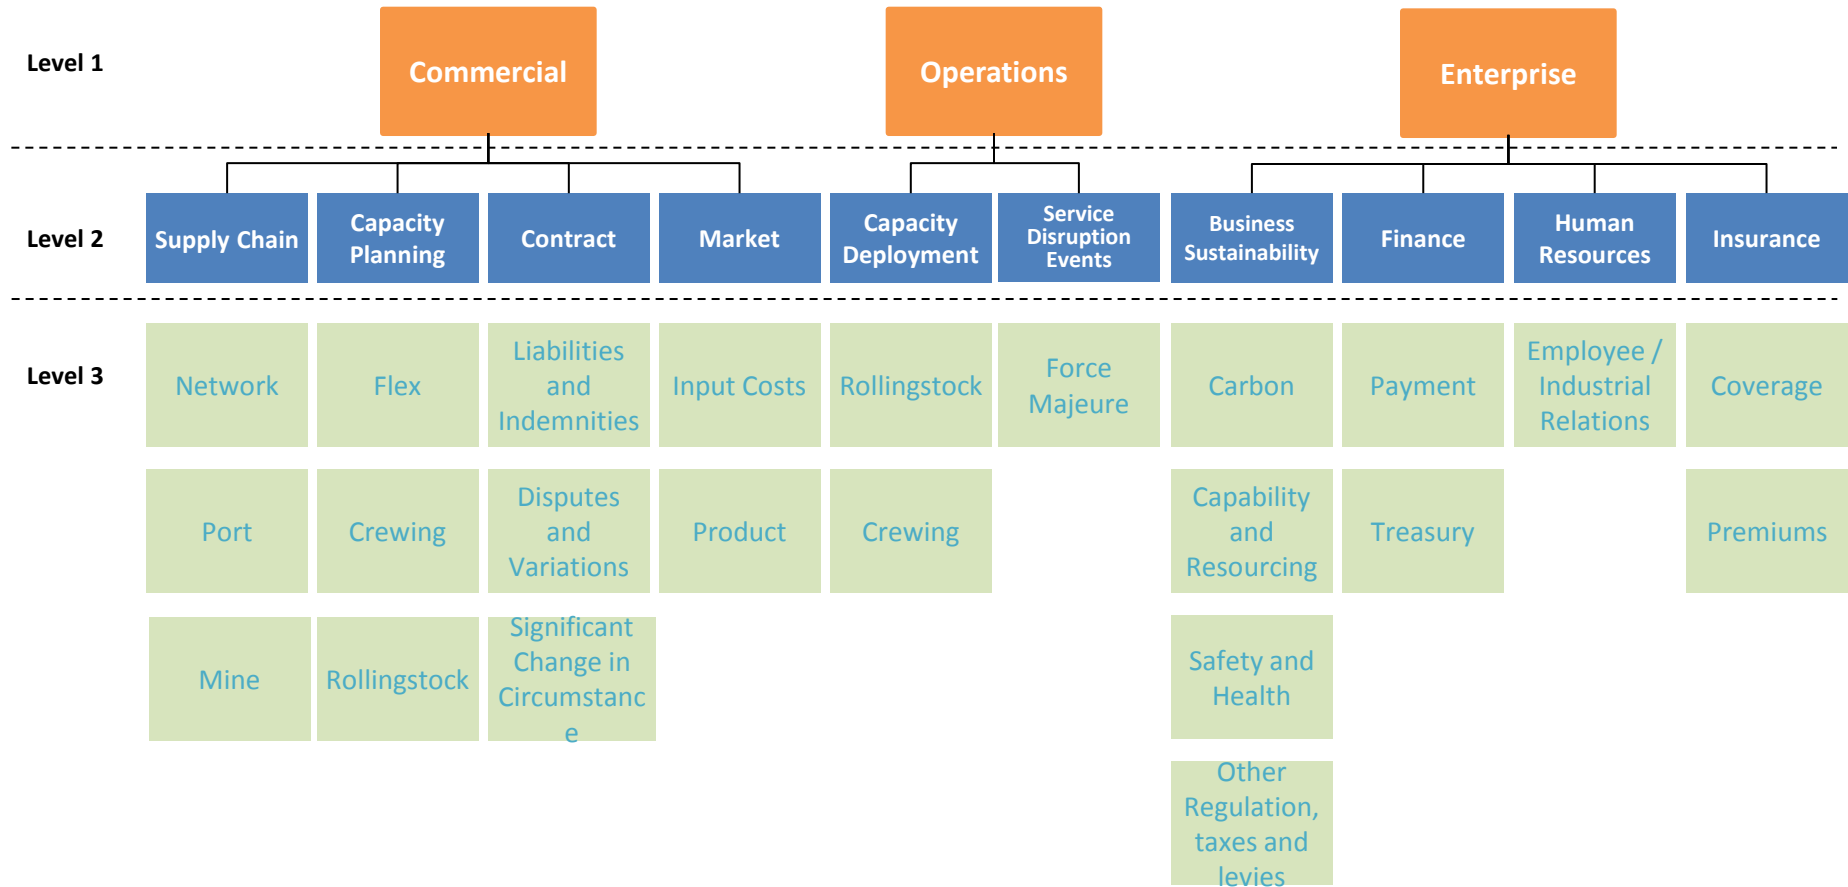 Level 1
Commercial
Operations
Enterprise
Level 2
Supply Chain
Capacity
Planning
Contract
Market
Capacity
Deployment
Service
Disruption
Events
Business
Sustainability
Finance
Human
Resources
Insurance
Level 3
Network
Flex
Liabilities
and
Indemnities
Input Costs
Rollingstock
Force
Majeure
Carbon
Payment
Employee /
Industrial
Relations
Coverage
Port
Crewing
Disputes
and
Variations
Product
Crewing
Capability
and
Resourcing
Treasury
Premiums
Mine
Rollingstock
Significant
Change in
Circumstanc
e
Safety and
Health
Other
Regulation,
taxes and
levies